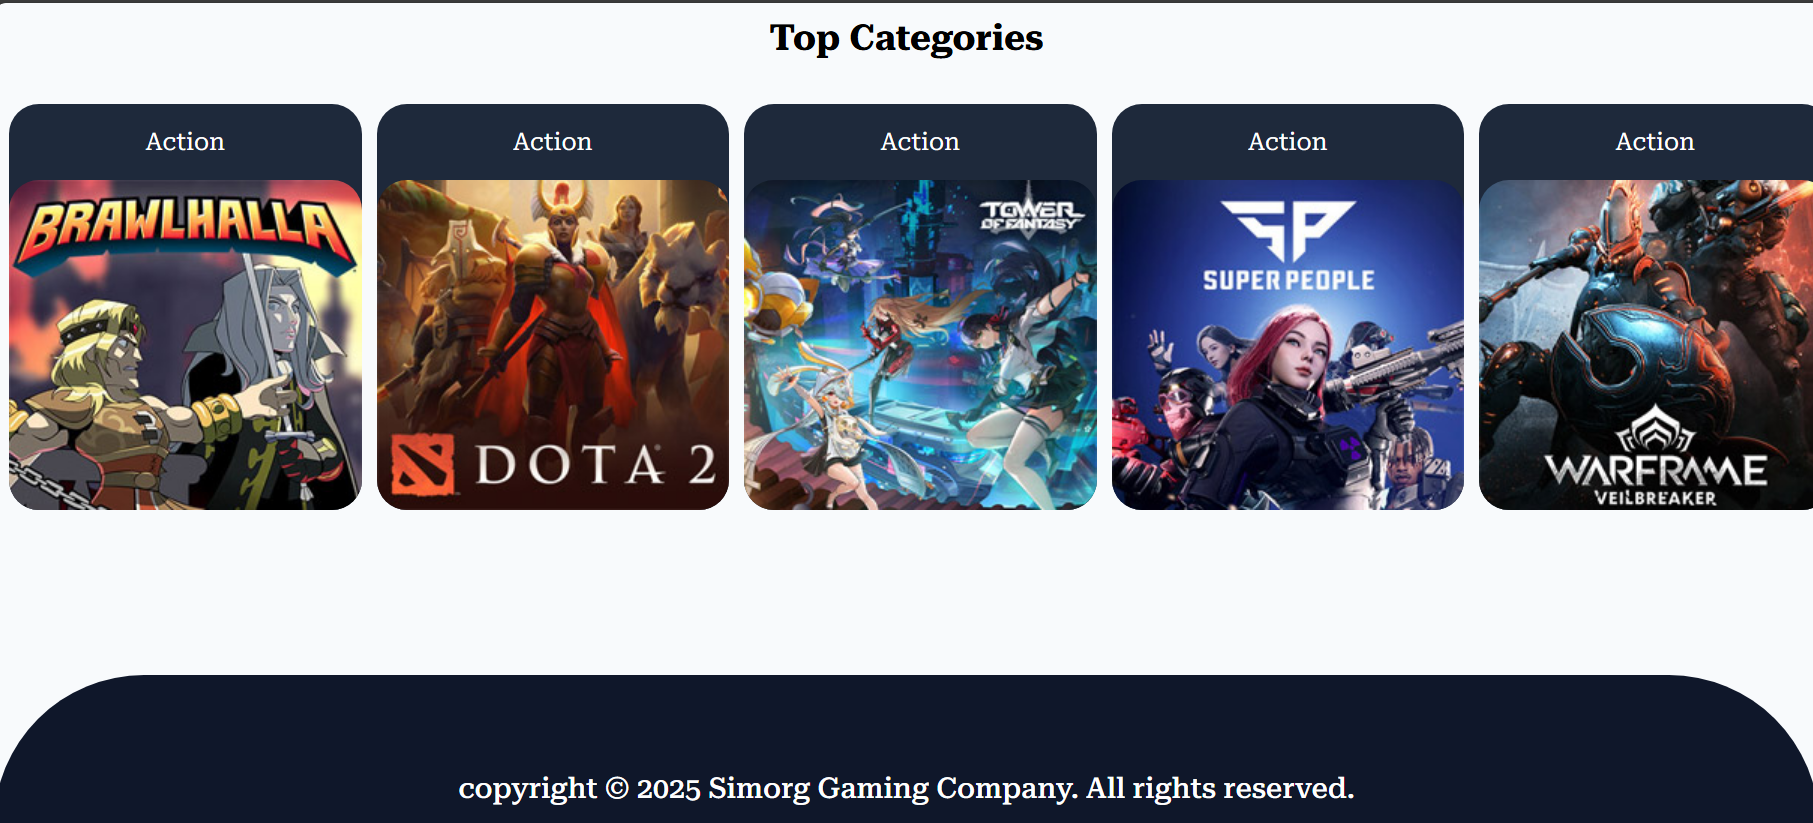 Top Categories
Action
Action
Action
Action
Action
BRAWLHALLA
DOTA 2
TOWER
OF FANTASY
SP
SUPER PEOPLE
WARFRAME
VEILBREAKER
copyright © 2025 Simorg Gaming Company. All rights reserved.